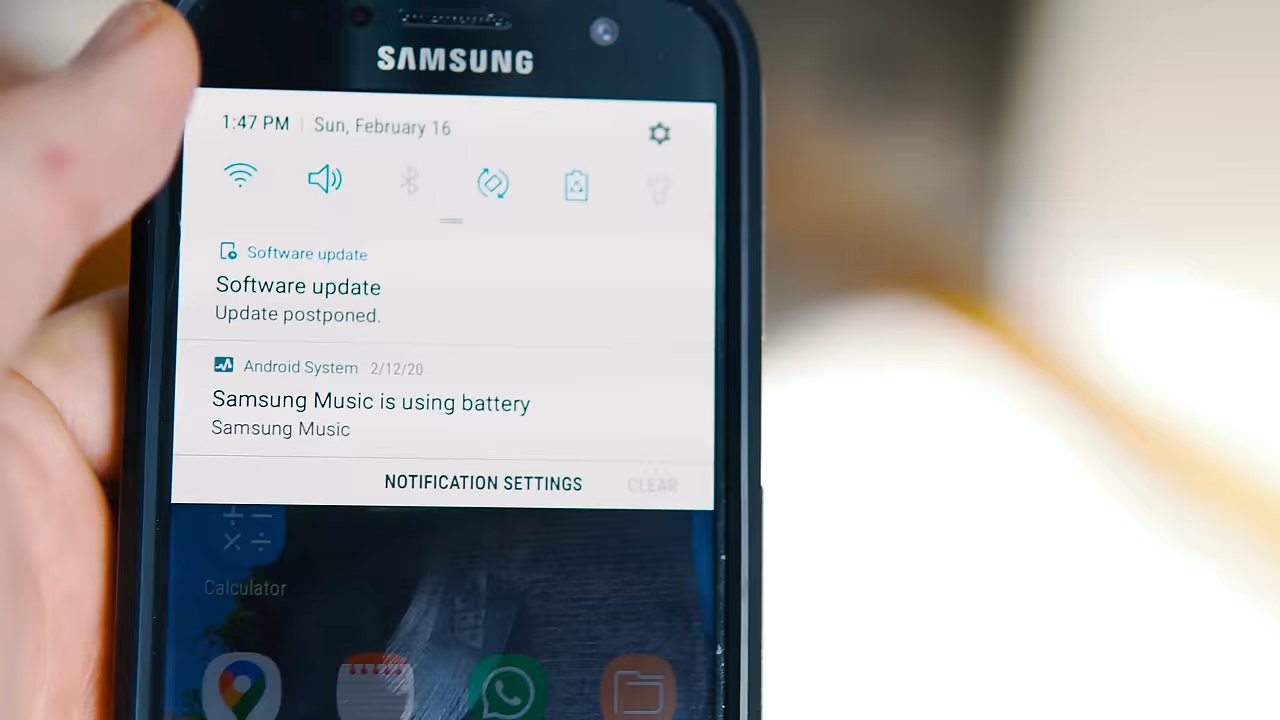 SAMSUNG
1:47 PM | Sun, February 16
Software update
Software update
Update postponed.
Android System 2/12/20
Samsung Music is using battery
Samsung Music
NOTIFICATION SETTINGS CLEAR
Calculator